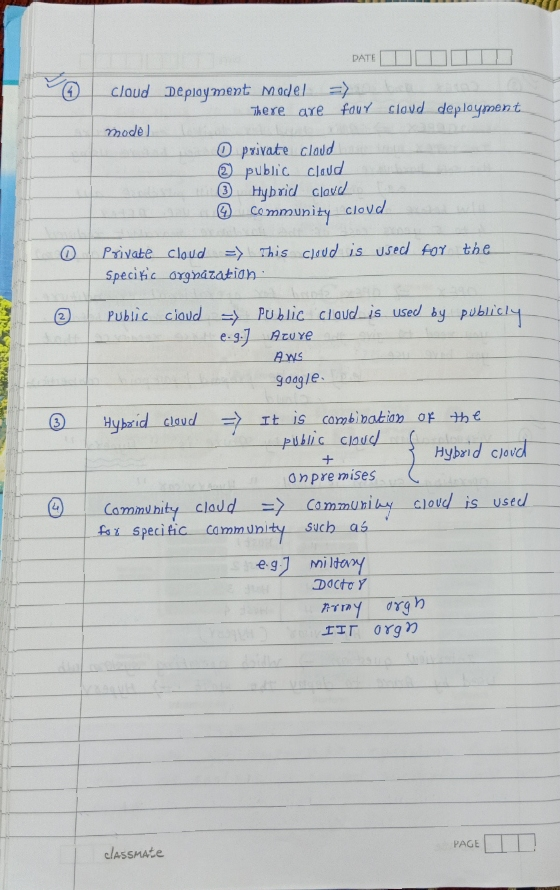 DATE
④ Cloud Deployment Model =>
There are four cloud deployment
model
① private cloud
② public cloud
③ Hybrid cloud
④ community cloud
① Private cloud => This cloud is used for the
specific orgnazation.
② Public cloud => Public cloud is used by publicly
e.g.] Azure
AWS
google.
③ Hybrid cloud => It is combination of the
public cloud
+
onpremises
{ Hybrid cloud
④ Community cloud => Community cloud is used
for specific community such as
e.g.] miltary
Doctor
Array orgn
IIT orgn
classmate
PAGE